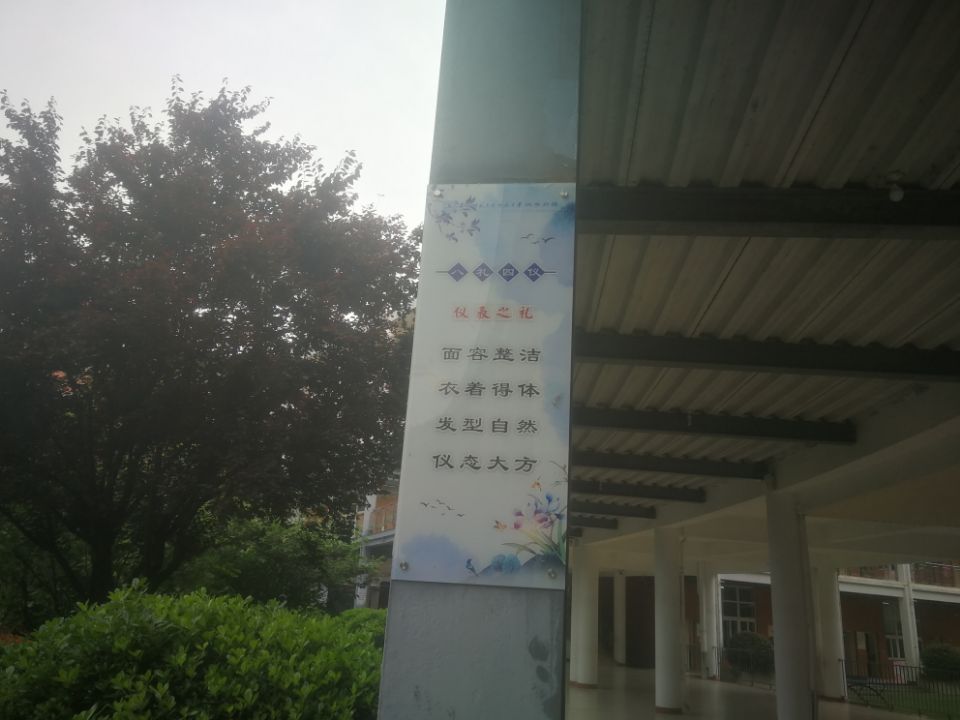 八礼四仪
仪表之礼
面容整洁
衣着得体
发型自然
仪态大方